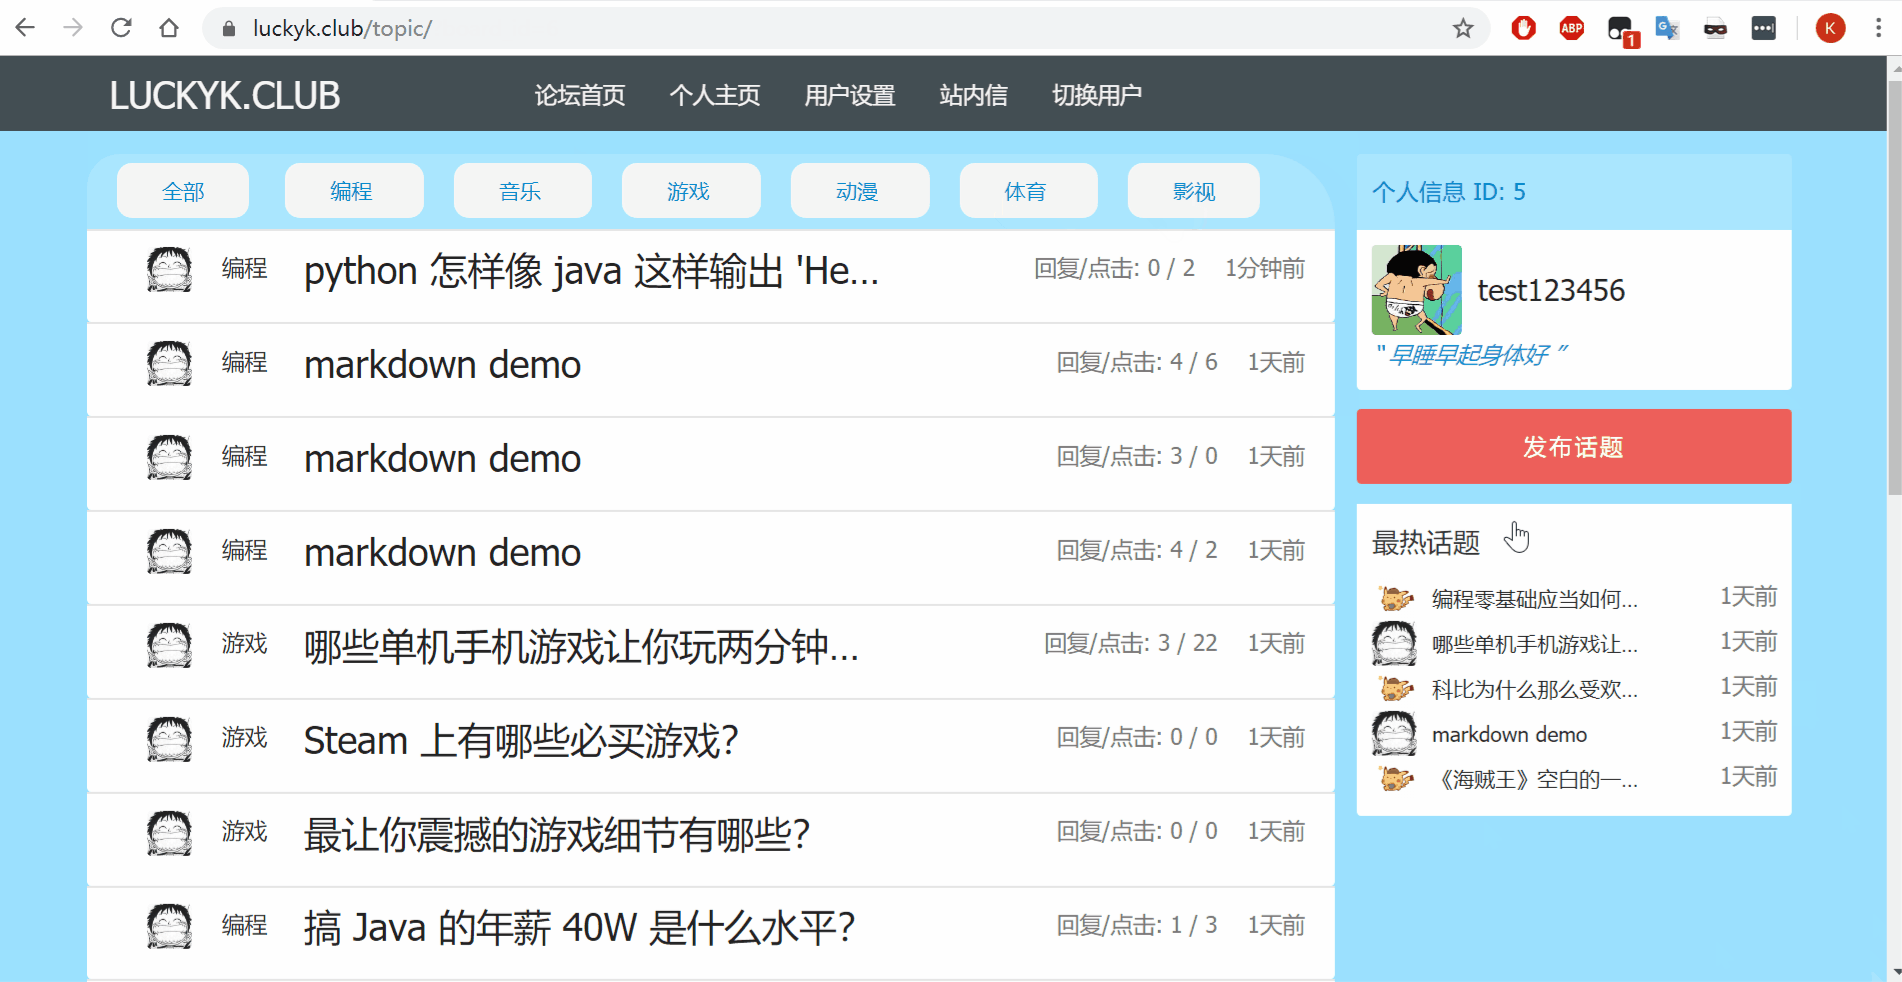 luckyk.club/topic/
ABP
1
K
LUCKYK.CLUB 论坛首页 个人主页 用户设置 站内信 切换用户
全部 编程 音乐 游戏 动漫 体育 影视
编程 python 怎样像 java 这样输出 'He... 回复/点击: 0 / 2 1分钟前
编程 markdown demo 回复/点击: 4 / 6 1天前
编程 markdown demo 回复/点击: 3 / 0 1天前
编程 markdown demo 回复/点击: 4 / 2 1天前
游戏 哪些单机手机游戏让你玩两分钟... 回复/点击: 3 / 22 1天前
游戏 Steam 上有哪些必买游戏? 回复/点击: 0 / 0 1天前
游戏 最让你震撼的游戏细节有哪些? 回复/点击: 0 / 0 1天前
编程 搞 Java 的年薪 40W 是什么水平? 回复/点击: 1 / 3 1天前
个人信息 ID: 5
test123456
"早睡早起身体好"
发布话题
最热话题
编程零基础应当如何... 1天前
哪些单机手机游戏让... 1天前
科比为什么那么受欢... 1天前
markdown demo 1天前
《海贼王》空白的一... 1天前